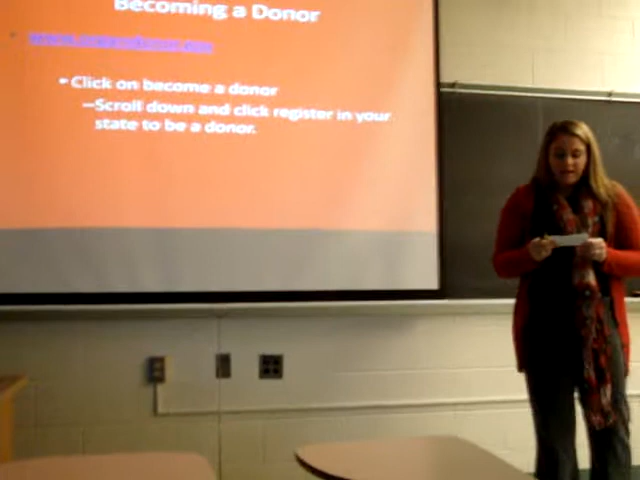 Becoming a Donor
• Click on become a donor
–Scroll down and click register in your
state to be a donor.